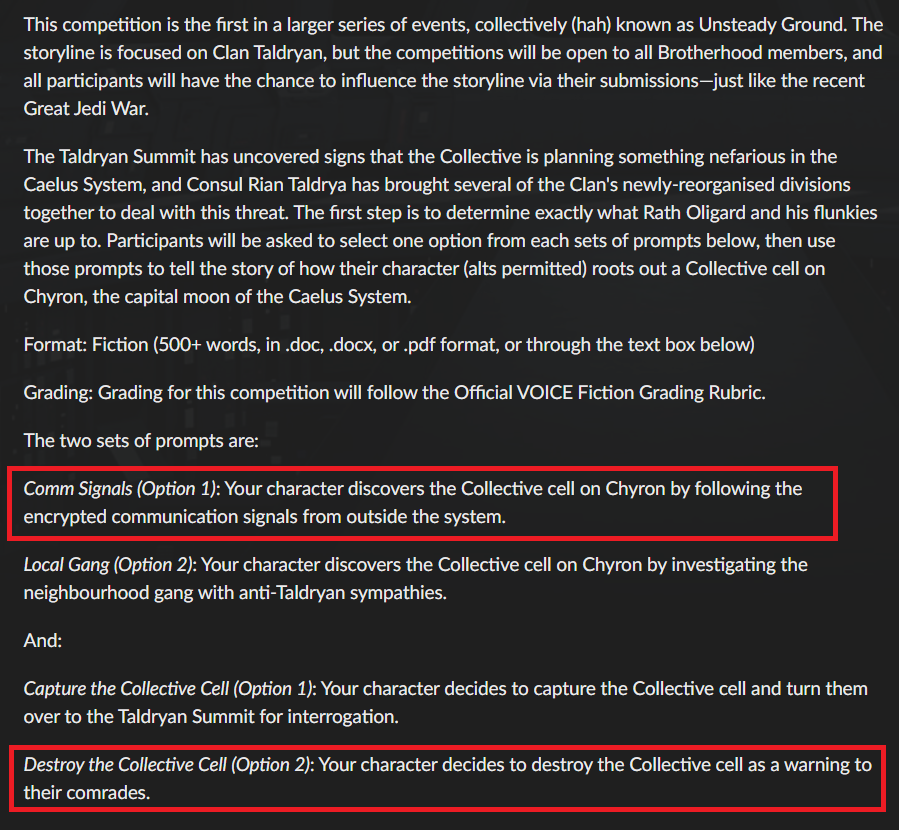 This competition is the first in a larger series of events, collectively (hah) known as Unsteady Ground. The
storyline is focused on Clan Taldryan, but the competitions will be open to all Brotherhood members, and
all participants will have the chance to influence the storyline via their submissions—just like the recent
Great Jedi War.
The Taldryan Summit has uncovered signs that the Collective is planning something nefarious in the
Caelus System, and Consul Rian Taldrya has brought several of the Clan's newly-reorganised divisions
together to deal with this threat. The first step is to determine exactly what Rath Oligard and his flunkies
are up to. Participants will be asked to select one option from each sets of prompts below, then use
those prompts to tell the story of how their character (alts permitted) roots out a Collective cell on
Chyron, the capital moon of the Caelus System.
Format: Fiction (500+ words, in .doc, .docx, or .pdf format, or through the text box below)
Grading: Grading for this competition will follow the Official VOICE Fiction Grading Rubric.
The two sets of prompts are:
Comm Signals (Option 1): Your character discovers the Collective cell on Chyron by following the
encrypted communication signals from outside the system.
Local Gang (Option 2): Your character discovers the Collective cell on Chyron by investigating the
neighbourhood gang with anti-Taldryan sympathies.
And:
Capture the Collective Cell (Option 1): Your character decides to capture the Collective cell and turn them
over to the Taldryan Summit for interrogation.
Destroy the Collective Cell (Option 2): Your character decides to destroy the Collective cell as a warning to
their comrades.